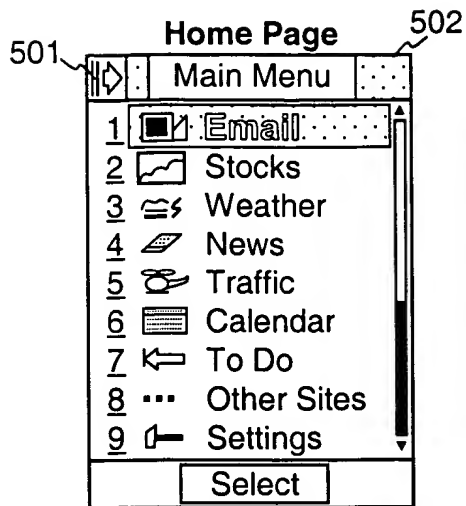 Home Page
501
502
Main Menu
1 Email
2 Stocks
3 Weather
4 News
5 Traffic
6 Calendar
7 To Do
8 Other Sites
9 Settings
Select